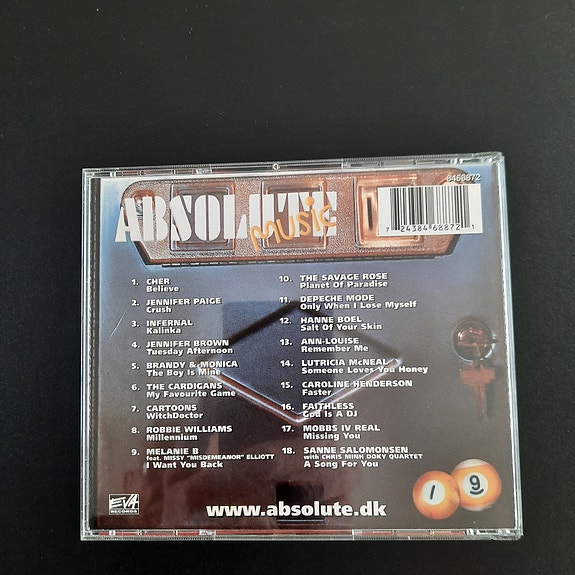 8468872
ABSOLUTE
music
7 24384 68872 1
1. CHER
Believe
2. JENNIFER PAIGE
Crush
3. INFERNAL
Kalinka
4. JENNIFER BROWN
Tuesday Afternoon
5. BRANDY & MONICA
The Boy Is Mine
6. THE CARDIGANS
My Favourite Game
7. CARTOONS
WitchDoctor
8. ROBBIE WILLIAMS
Millennium
9. MELANIE B
feat. MISSY "MISDEMEANOR" ELLIOTT
I Want You Back
10. THE SAVAGE ROSE
Planet Of Paradise
11. DEPECHE MODE
Only When I Lose Myself
12. HANNE BOEL
Salt Of Your Skin
13. ANN-LOUISE
Remember Me
14. LUTRICIA McNEAL
Someone Loves You Honey
15. CAROLINE HENDERSON
Faster
16. FAITHLESS
God Is A DJ
17. MOBBS IV REAL
Missing You
18. SANNE SALOMONSEN
with CHRIS MINH DOKY QUARTET
A Song For You
EVA
RECORDS
www.absolute.dk
1 9